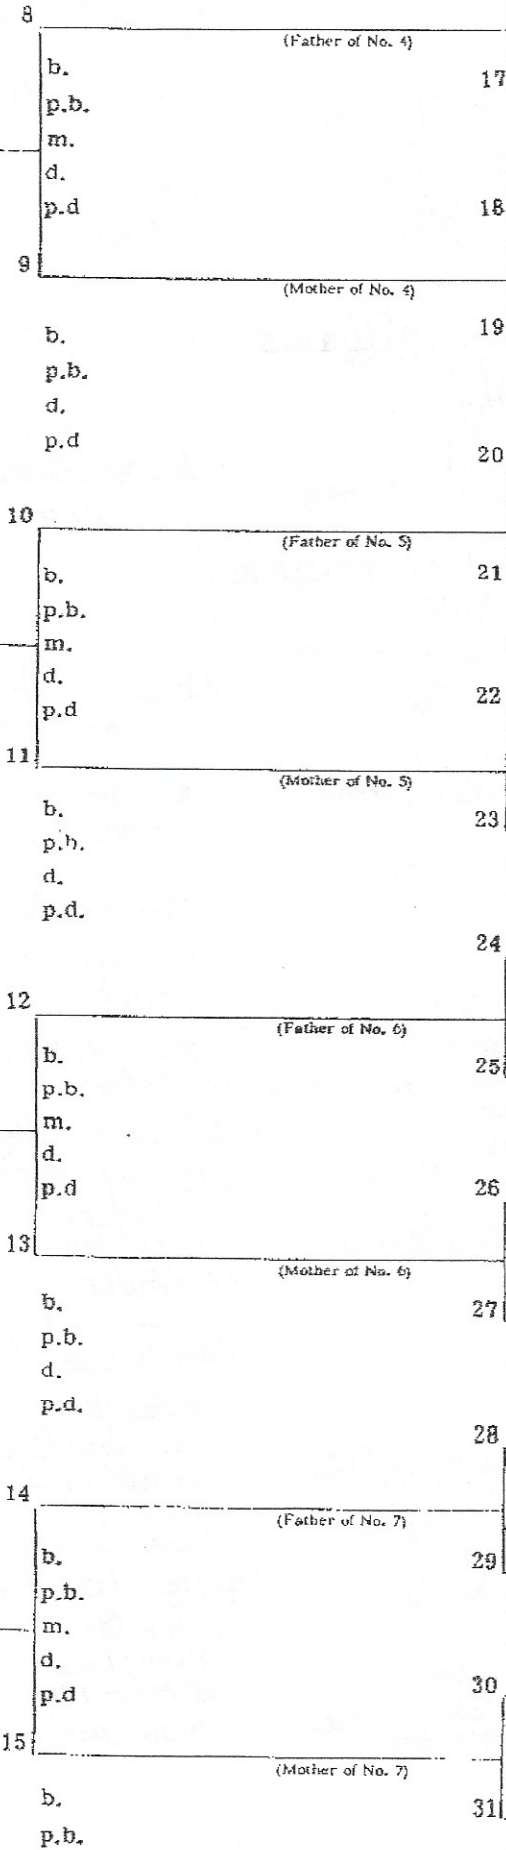 8
(Father of No. 4)
b.
17
p.b.
m.
d.
p.d
18
9
(Mother of No. 4)
19
b.
p.b.
d.
p.d
20
10
(Father of No. 5)
b.
21
p.b.
m.
d.
p.d
22
11
(Mother of No. 5)
b.
23
p.b.
d.
p.d.
24
12
(Father of No. 6)
b.
25
p.b.
m.
d.
p.d
26
13
(Mother of No. 6)
b.
27
p.b.
d.
p.d.
28
14
(Father of No. 7)
b.
29
p.b.
m.
d.
p.d
30
15
(Mother of No. 7)
b.
31
p.b.